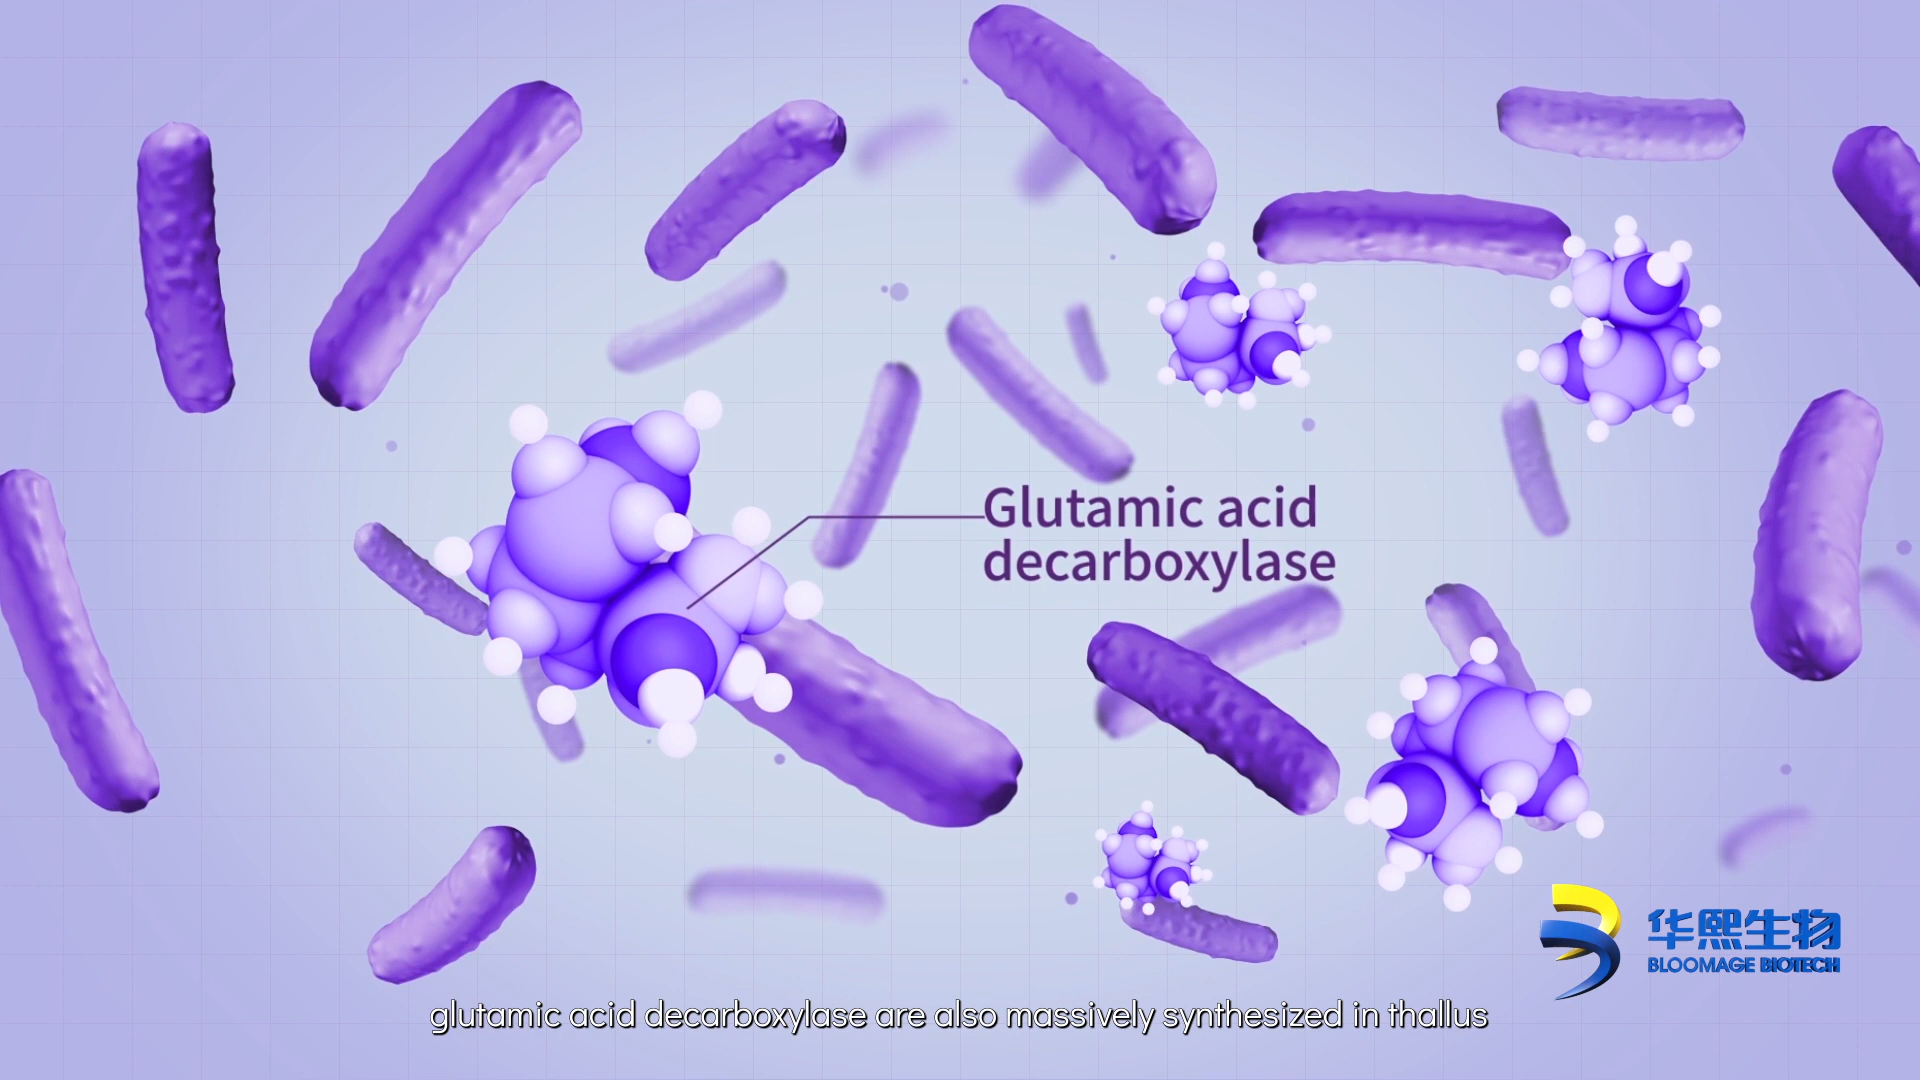 Glutamic acid
decarboxylase
华熙生物
BLOOMAGE BIOTECH
glutamic acid decarboxylase are also massively synthesized in thallus